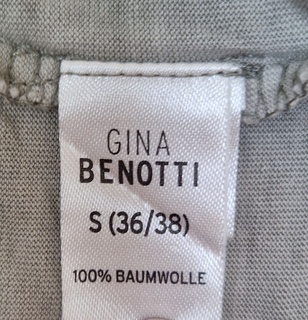 GINA
BENOTTI
S (36/38)
100% BAUMWOLLE